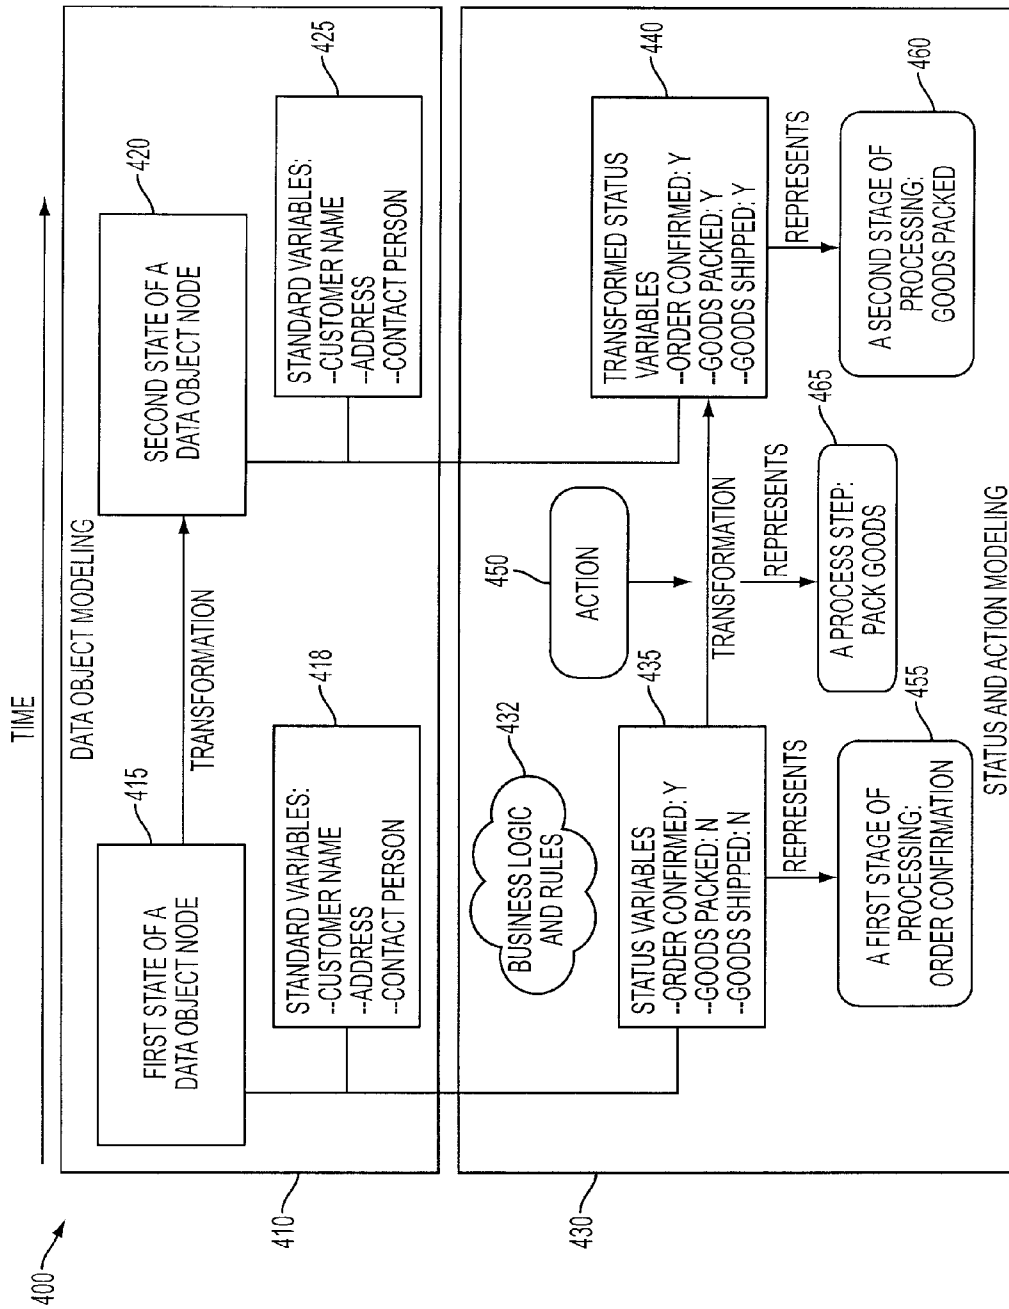 400
TIME
410
DATA OBJECT MODELING
415
FIRST STATE OF A
DATA OBJECT NODE
TRANSFORMATION
420
SECOND STATE OF A
DATA OBJECT NODE
418
STANDARD VARIABLES:
--CUSTOMER NAME
--ADDRESS
--CONTACT PERSON
425
STANDARD VARIABLES:
--CUSTOMER NAME
--ADDRESS
--CONTACT PERSON
430
432
BUSINESS LOGIC
AND RULES
450
ACTION
435
STATUS VARIABLES
--ORDER CONFIRMED: Y
--GOODS PACKED: N
--GOODS SHIPPED: N
TRANSFORMATION
440
TRANSFORMED STATUS
VARIABLES
--ORDER CONFIRMED: Y
--GOODS PACKED: Y
--GOODS SHIPPED: Y
REPRESENTS
REPRESENTS
REPRESENTS
455
A FIRST STAGE OF
PROCESSING:
ORDER CONFIRMATION
465
A PROCESS STEP:
PACK GOODS
460
A SECOND STAGE OF
PROCESSING:
GOODS PACKED
STATUS AND ACTION MODELING